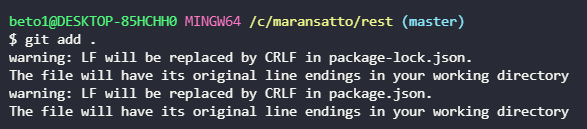 beto1@DESKTOP-85HCHH0 MINGW64 /c/maransatto/rest (master)
$ git add .
warning: LF will be replaced by CRLF in package-lock.json.
The file will have its original line endings in your working directory
warning: LF will be replaced by CRLF in package.json.
The file will have its original line endings in your working directory